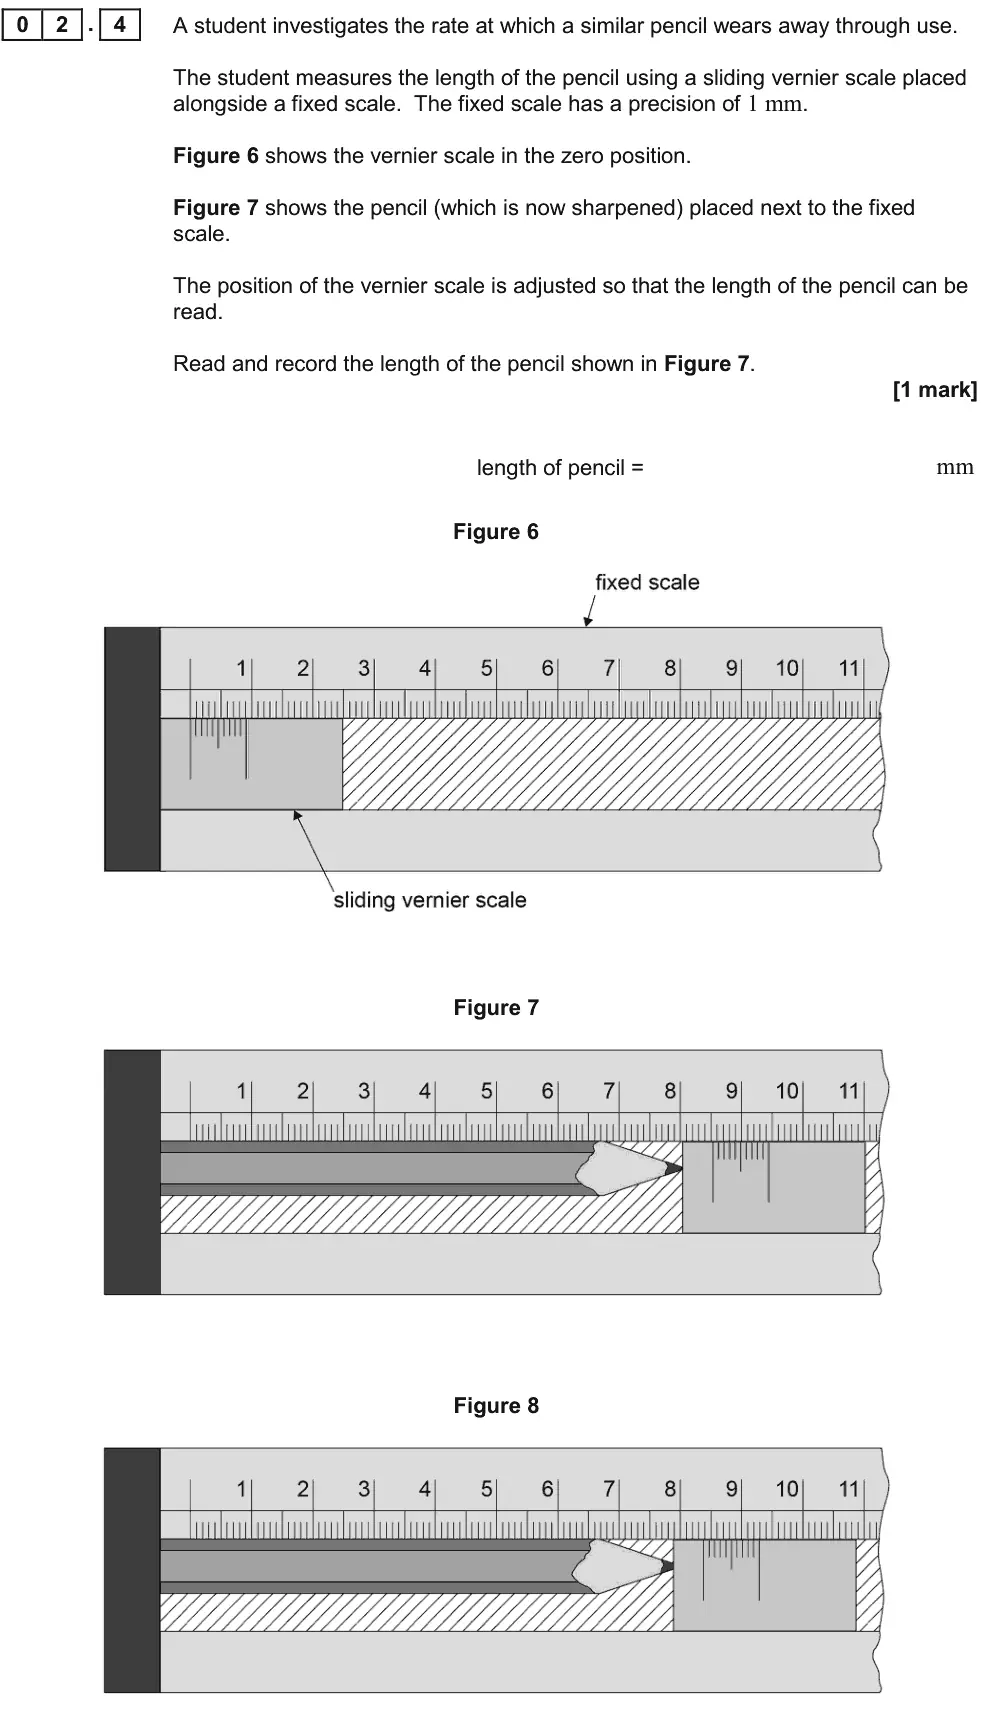 0 2 . 4 A student investigates the rate at which a similar pencil wears away through use.
The student measures the length of the pencil using a sliding vernier scale placed
alongside a fixed scale. The fixed scale has a precision of 1 mm.
Figure 6 shows the vernier scale in the zero position.
Figure 7 shows the pencil (which is now sharpened) placed next to the fixed
scale.
The position of the vernier scale is adjusted so that the length of the pencil can be
read.
Read and record the length of the pencil shown in Figure 7.
[1 mark]
length of pencil = mm
Figure 6
fixed scale
1 2 3 4 5 6 7 8 9 10 11
sliding vernier scale
Figure 7
1 2 3 4 5 6 7 8 9 10 11
Figure 8
1 2 3 4 5 6 7 8 9 10 11